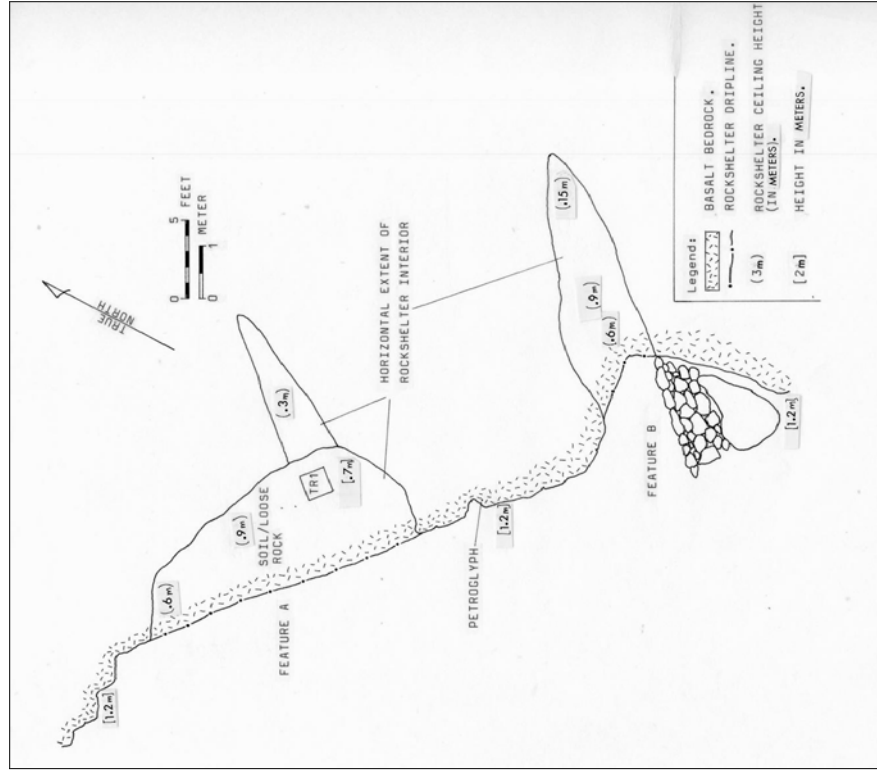 TRUE
NORTH
0 5
FEET
METER
0 1
HORIZONTAL EXTENT OF
ROCKSHELTER INTERIOR
(.3m)
TR1
[.7m]
(.9m)
SOIL/LOOSE
ROCK
(.6m)
FEATURE A
[1.2m]
PETROGLYPH
[1.2m]
(.15m)
(.9m)
(.6m)
FEATURE B
[1.2m]
Legend:
BASALT BEDROCK.
ROCKSHELTER DRIPLINE.
(3m) ROCKSHELTER CEILING HEIGHT
(IN METERS).
[2m] HEIGHT IN METERS.